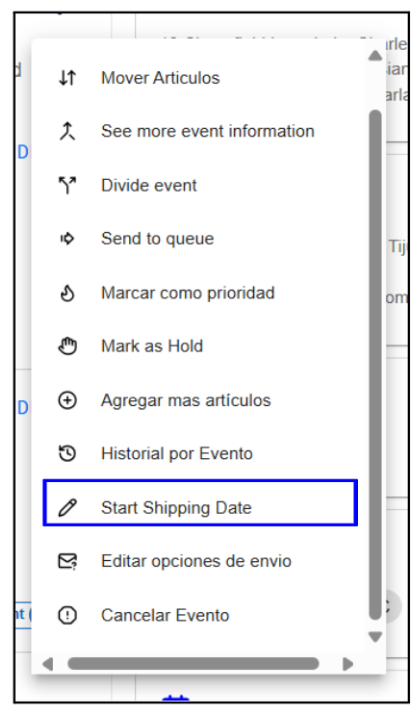 Mover Articulos
See more event information
Divide event
Send to queue
Marcar como prioridad
Mark as Hold
Agregar mas artículos
Historial por Evento
Start Shipping Date
Editar opciones de envio
Cancelar Evento